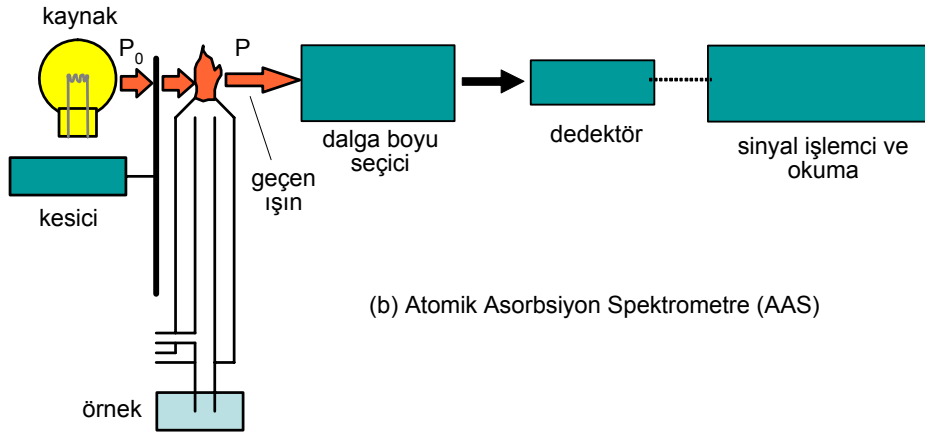 kaynak
P0
P
dalga boyu
seçici
dedektör
sinyal işlemci ve
okuma
geçen
ışın
kesici
(b) Atomik Asorbsiyon Spektrometre (AAS)
örnek